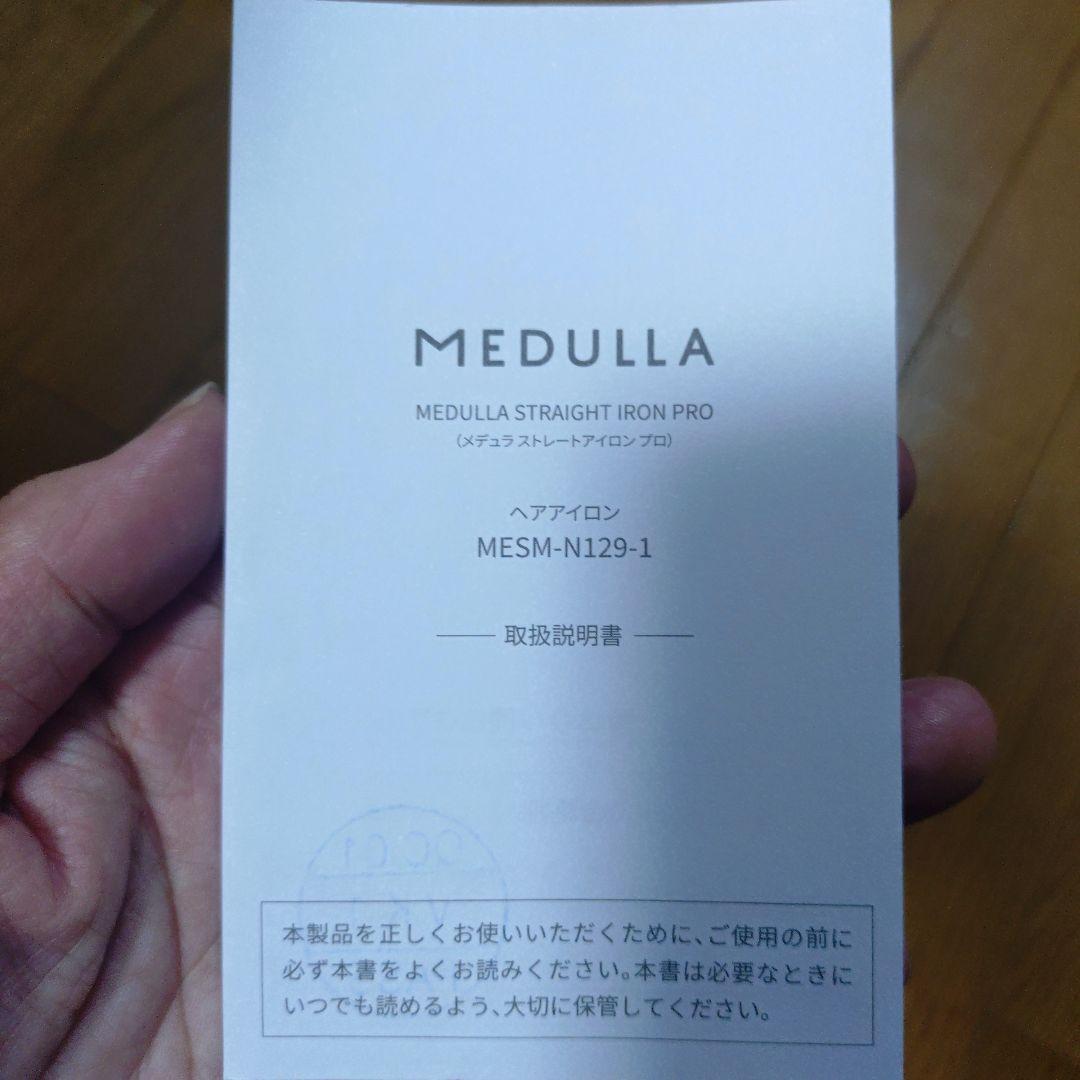 MEDULLA
MEDULLA STRAIGHT IRON PRO
(メデュラ ストレートアイロン プロ)
ヘアアイロン
MESM-N129-1
取扱説明書
本製品を正しくお使いいただくために、ご使用の前に
必ず本書をよくお読みください。本書は必要なときに
いつでも読めるよう、大切に保管してください。